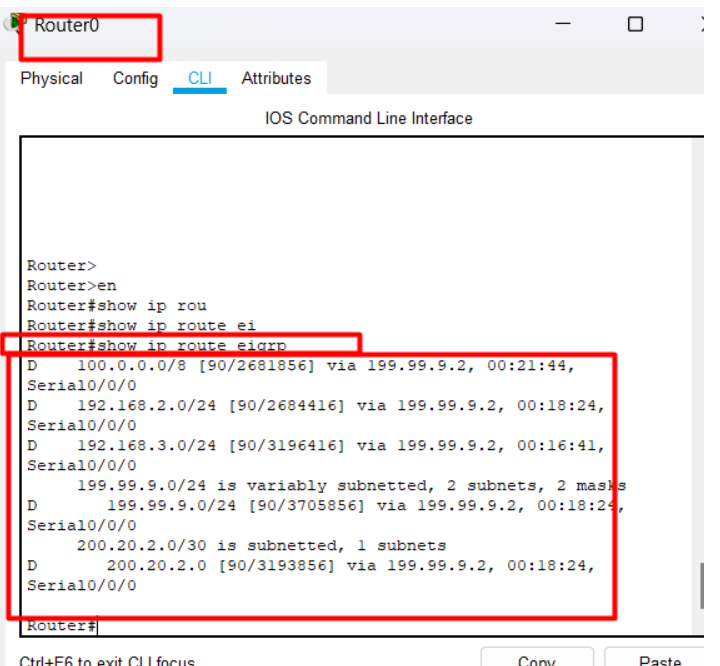 Router0
Physical Config CLI Attributes
IOS Command Line Interface
Router>
Router>en
Router#show ip rou
Router#show ip route ei
Router#show ip route eigrp
D 100.0.0.0/8 [90/2681856] via 199.99.9.2, 00:21:44,
Serial0/0/0
D 192.168.2.0/24 [90/2684416] via 199.99.9.2, 00:18:24,
Serial0/0/0
D 192.168.3.0/24 [90/3196416] via 199.99.9.2, 00:16:41,
Serial0/0/0
199.99.9.0/24 is variably subnetted, 2 subnets, 2 masks
D 199.99.9.0/24 [90/3705856] via 199.99.9.2, 00:18:24,
Serial0/0/0
200.20.2.0/30 is subnetted, 1 subnets
D 200.20.2.0 [90/3193856] via 199.99.9.2, 00:18:24,
Serial0/0/0
Router#
Ctrl+F6 to exit CLI focus Copy Paste